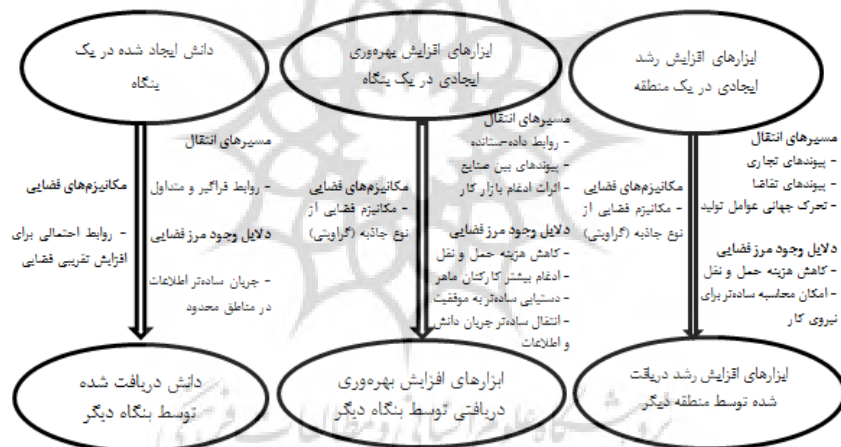 ابزارهای افزایش رشد
ایجادی در یک منطقه
مسیرهای انتقال
- پیوندهای تجاری
- پیوندهای تقاضا
- تحرک جهانی عوامل تولید
دلایل وجود مرز فضایی
- کاهش هزینه حمل و نقل
- امکان محاسبه ساده‌تر برای
نیروی کار
مکانیزم‌های فضایی
- مکانیزم فضایی از
نوع جاذبه (گراویتی)
ابزارهای افزایش رشد دریافت
شده توسط منطقه دیگر
ابزارهای افزایش بهره‌وری
ایجادی در یک بنگاه
مسیرهای انتقال
- روابط داده-ستانده
- پیوندهای بین صنایع
- اثرات ادغام بازار کار
دلایل وجود مرز فضایی
- کاهش هزینه حمل و نقل
- ادغام بیشتر کارکنان ماهر
- دستیابی ساده‌تر به موفقیت
- انتقال ساده‌تر جریان دانش
و اطلاعات
مکانیزم‌های فضایی
- مکانیزم فضایی از
نوع جاذبه (گراویتی)
ابزارهای افزایش بهره‌وری
دریافتی توسط بنگاه دیگر
دانش ایجاد شده در یک
بنگاه
مسیرهای انتقال
- روابط فراگیر و متداول
دلایل وجود مرز فضایی
- جریان ساده‌تر اطلاعات
در مناطق محدود
مکانیزم‌های فضایی
- روابط احتمالی برای
افزایش تقریبی فضایی
دانش دریافت شده
توسط بنگاه دیگر
پژوهشگاه علوم انسانی و مطالعات فرهنگی